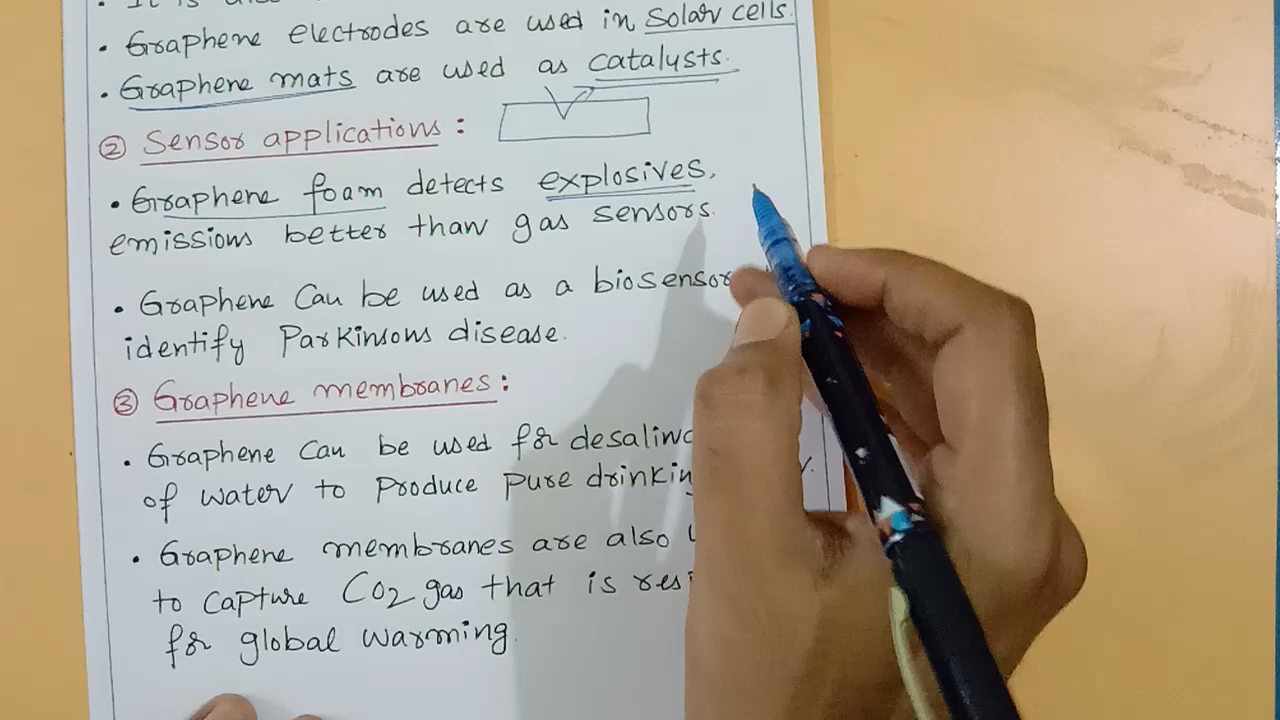 • It is
• Graphene electrodes are used in solar cells.
• Graphene mats are used as catalysts.
② Sensor applications :
• Graphene foam detects explosives,
emissions better than gas sensors.
• Graphene can be used as a biosensor
identify Parkinsons disease.
③ Graphene membranes :
• Graphene can be used for
of water to produce pure
• Graphene membranes are also
to capture CO2 gas that is
for global warming.